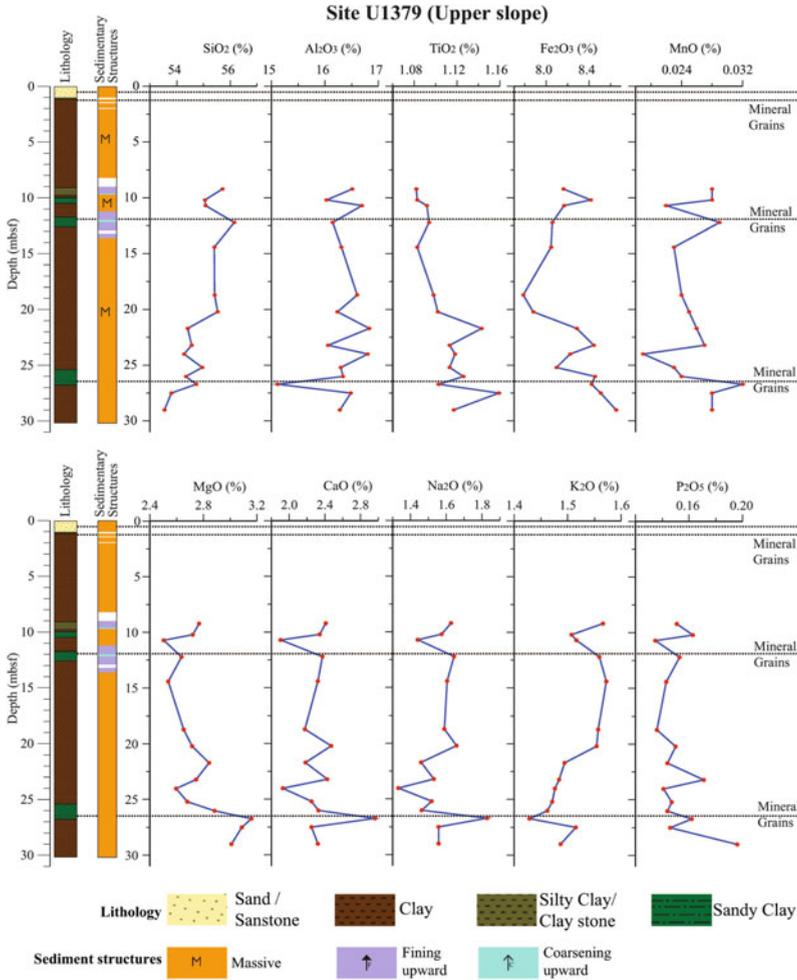 Site U1379 (Upper slope)
Lithology
Sedimentary
Structures
SiO2 (%)
Al2O3 (%)
TiO2 (%)
Fe2O3 (%)
MnO (%)
54 56 15 16 17 1.08 1.12 1.16 8.0 8.4 0.024 0.032
0
Mineral
Grains
5
M
10
M
Mineral
Grains
15
Depth (mbsf)
20
M
25
Mineral
Grains
30
Lithology
Sedimentary
Structures
MgO (%)
CaO (%)
Na2O (%)
K2O (%)
P2O5 (%)
2.4 2.8 3.2 2.0 2.4 2.8 1.4 1.6 1.8 1.4 1.5 1.6 0.16 0.20
0
Mineral
Grains
5
10
Mineral
Grains
15
Depth (mbsf)
20
25
Mineral
Grains
30
Lithology
Sand /
Sanstone
Clay
Silty Clay/
Clay stone
Sandy Clay
Sediment structures
M
Massive
F
Fining
upward
F
Coarsening
upward